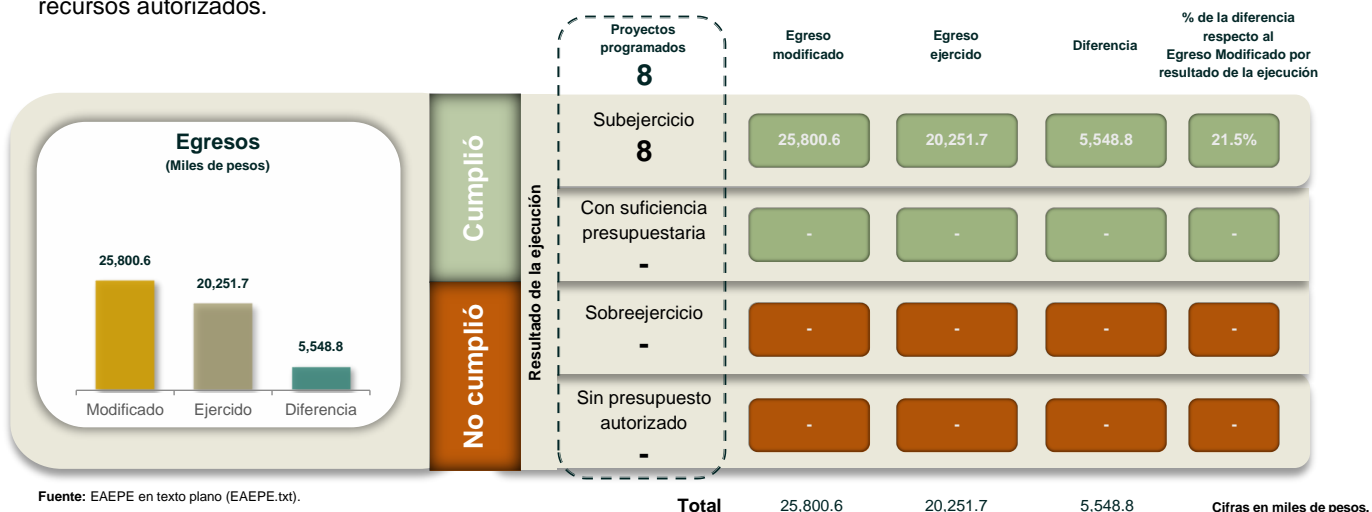 recursos autorizados.
Proyectos
programados
8
Egreso
modificado
Egreso
ejercido
Diferencia
% de la diferencia
respecto al
Egreso Modificado por
resultado de la ejecución
Egresos
(Miles de pesos)
25,800.6
20,251.7
5,548.8
Modificado
Ejercido
Diferencia
Cumplió
No cumplió
Resultado de la ejecución
Subejercicio
8
25,800.6
20,251.7
5,548.8
21.5%
Con suficiencia
presupuestaria
-
-
-
-
-
Sobreejercicio
-
-
-
-
-
Sin presupuesto
autorizado
-
-
-
-
-
Fuente: EAEPE en texto plano (EAEPE.txt).
Total
25,800.6
20,251.7
5,548.8
Cifras en miles de pesos.